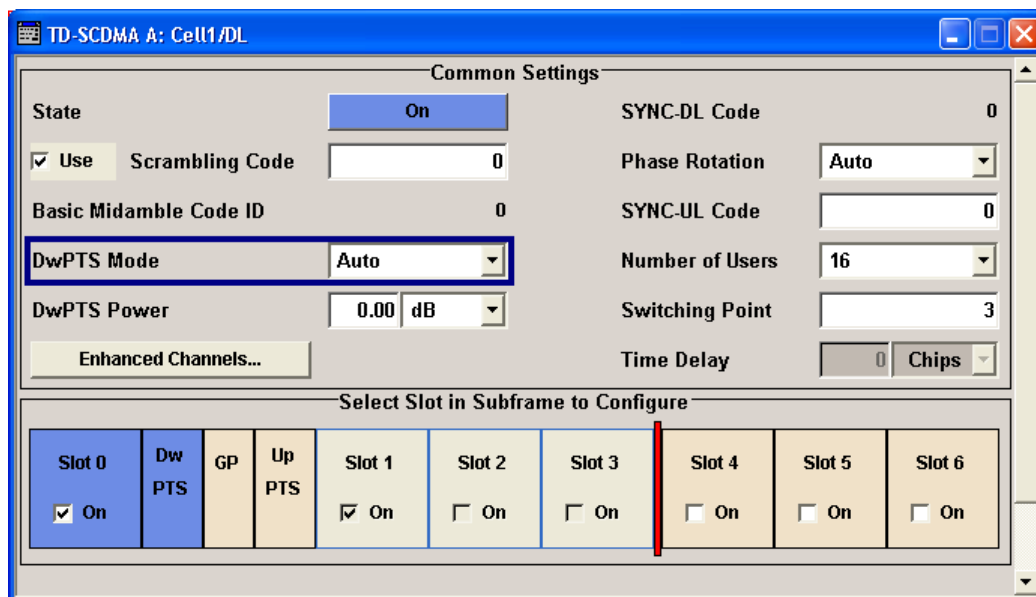 TD-SCDMA A: Cell1/DL
Common Settings
State On SYNC-DL Code 0
Use Scrambling Code 0 Phase Rotation Auto
Basic Midamble Code ID 0 SYNC-UL Code 0
DwPTS Mode Auto Number of Users 16
DwPTS Power 0.00 dB Switching Point 3
Enhanced Channels... Time Delay 0 Chips
Select Slot in Subframe to Configure
Slot 0 Dw PTS GP Up PTS Slot 1 Slot 2 Slot 3 Slot 4 Slot 5 Slot 6
On On On On On On On